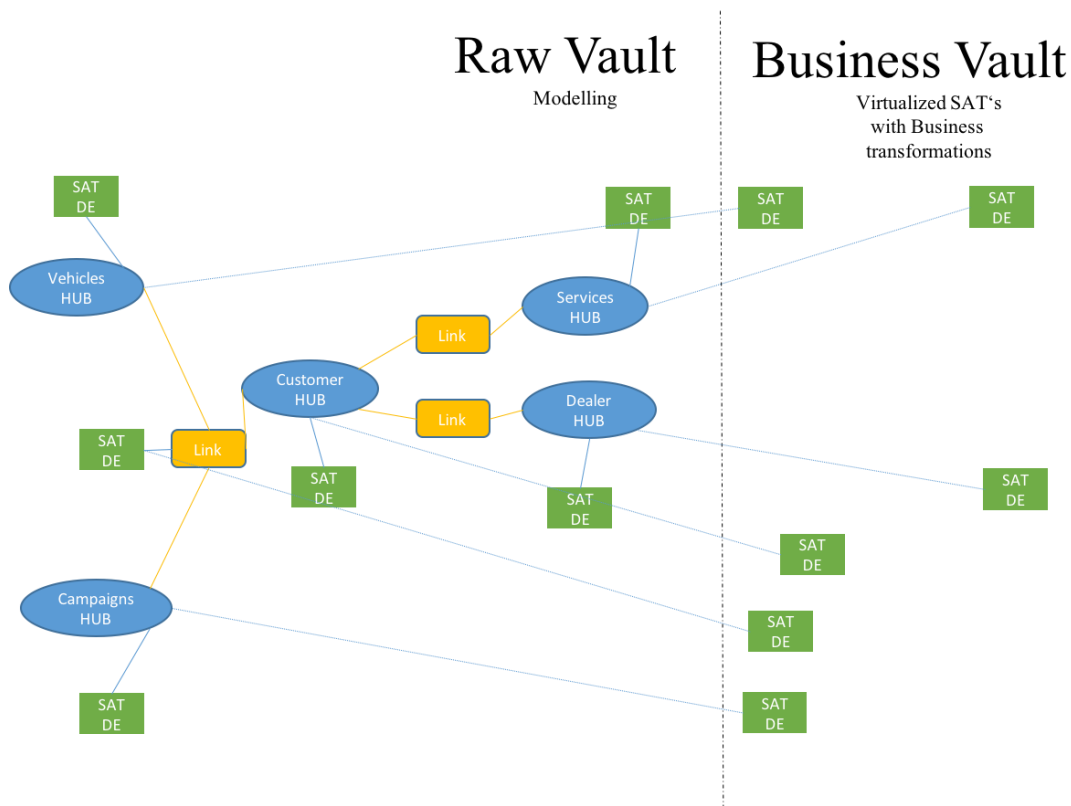 Raw Vault
Modelling
Business Vault
Virtualized SAT‘s
with Business
transformations
SAT
DE
SAT
DE
SAT
DE
SAT
DE
Vehicles
HUB
Services
HUB
Link
Customer
HUB
Link
Dealer
HUB
SAT
DE
Link
SAT
DE
SAT
DE
SAT
DE
SAT
DE
Campaigns
HUB
SAT
DE
SAT
DE
SAT
DE